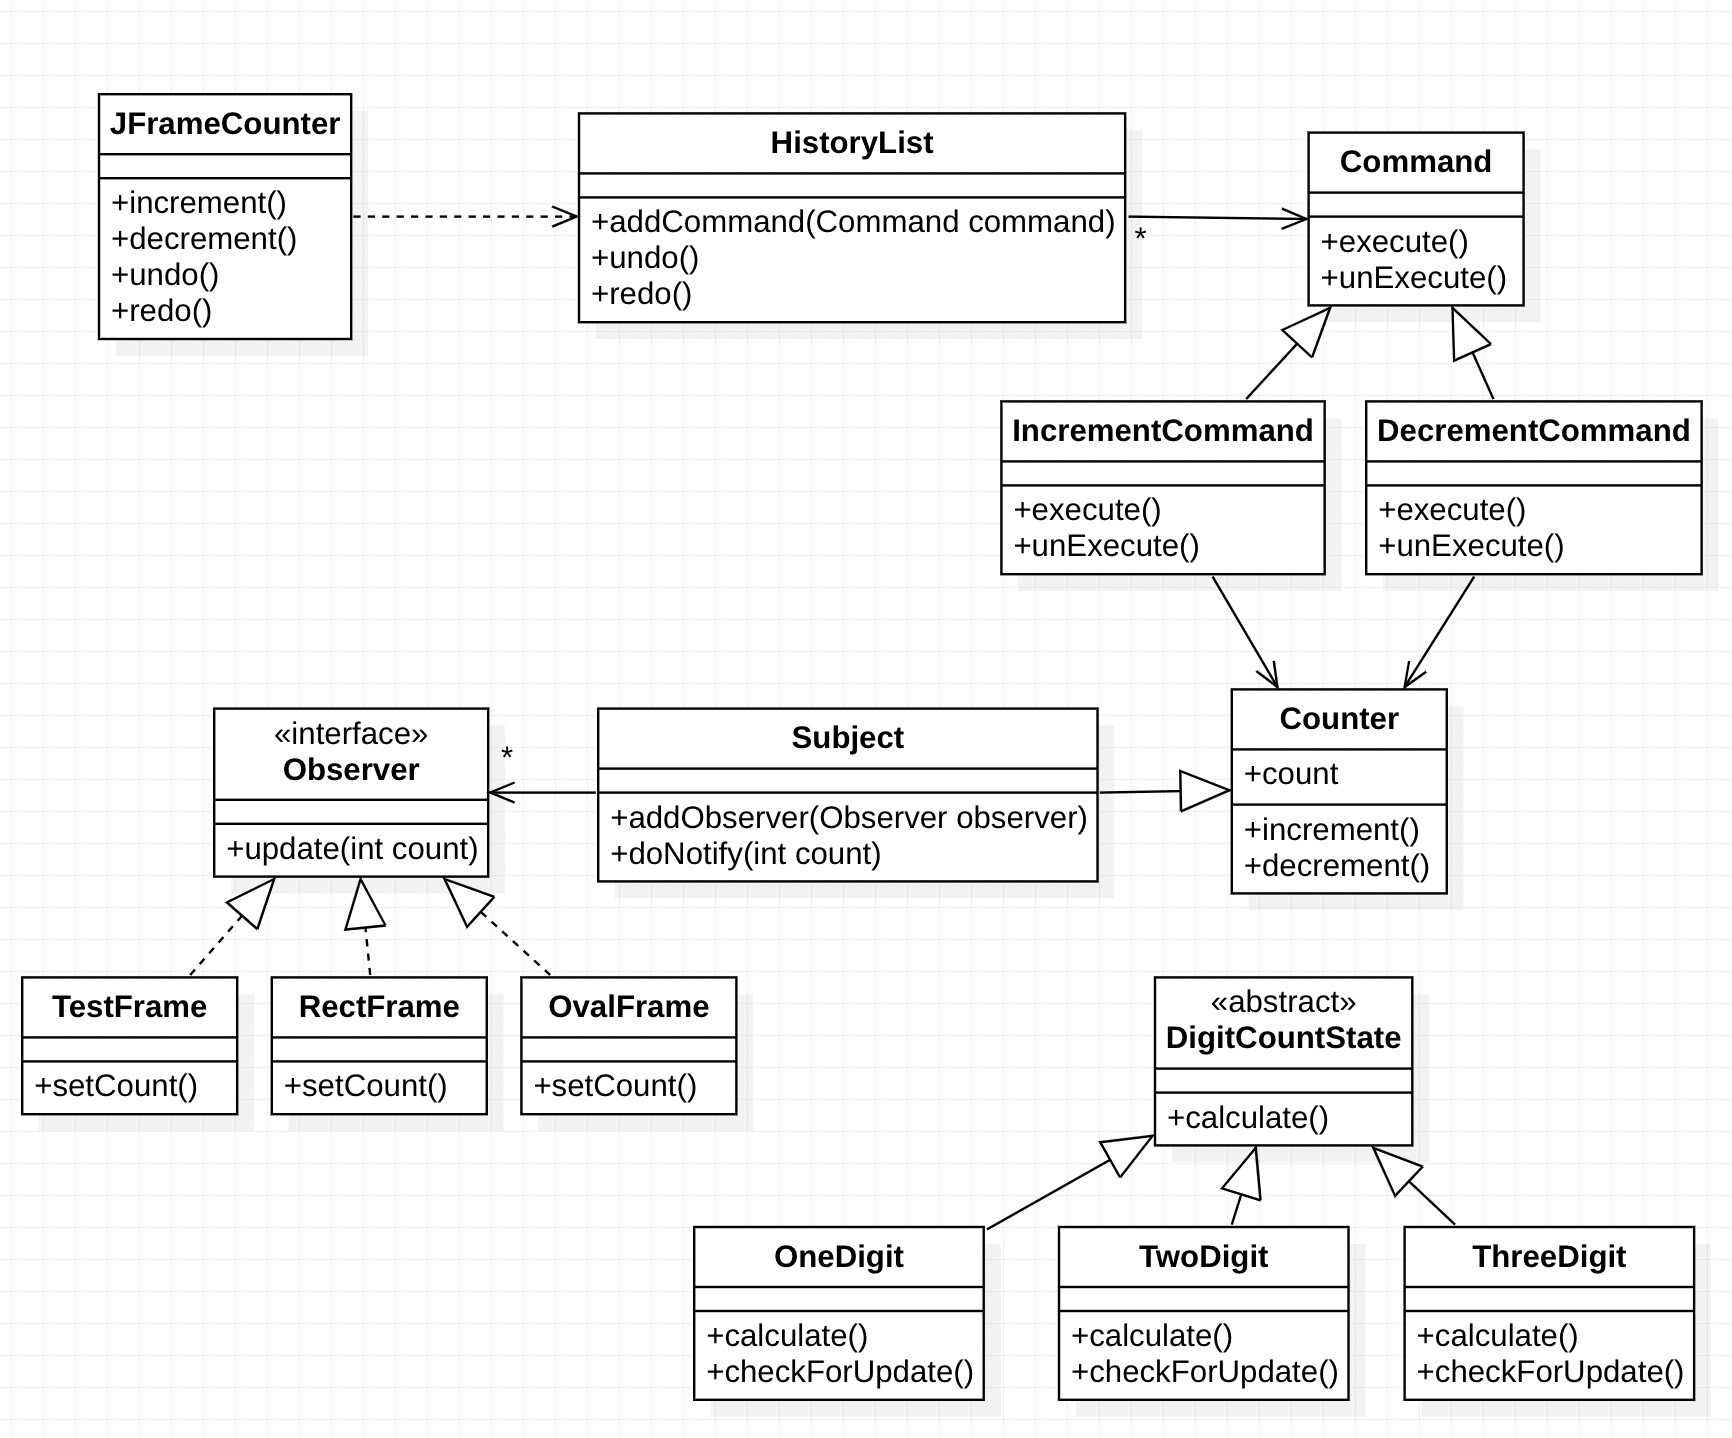 JFrameCounter
+increment()
+decrement()
+undo()
+redo()
HistoryList
+addCommand(Command command)
+undo()
+redo()
*
Command
+execute()
+unExecute()
IncrementCommand
+execute()
+unExecute()
DecrementCommand
+execute()
+unExecute()
«interface»
Observer
+update(int count)
*
Subject
+addObserver(Observer observer)
+doNotify(int count)
Counter
+count
+increment()
+decrement()
TestFrame
+setCount()
RectFrame
+setCount()
OvalFrame
+setCount()
«abstract»
DigitCountState
+calculate()
OneDigit
+calculate()
+checkForUpdate()
TwoDigit
+calculate()
+checkForUpdate()
ThreeDigit
+calculate()
+checkForUpdate()